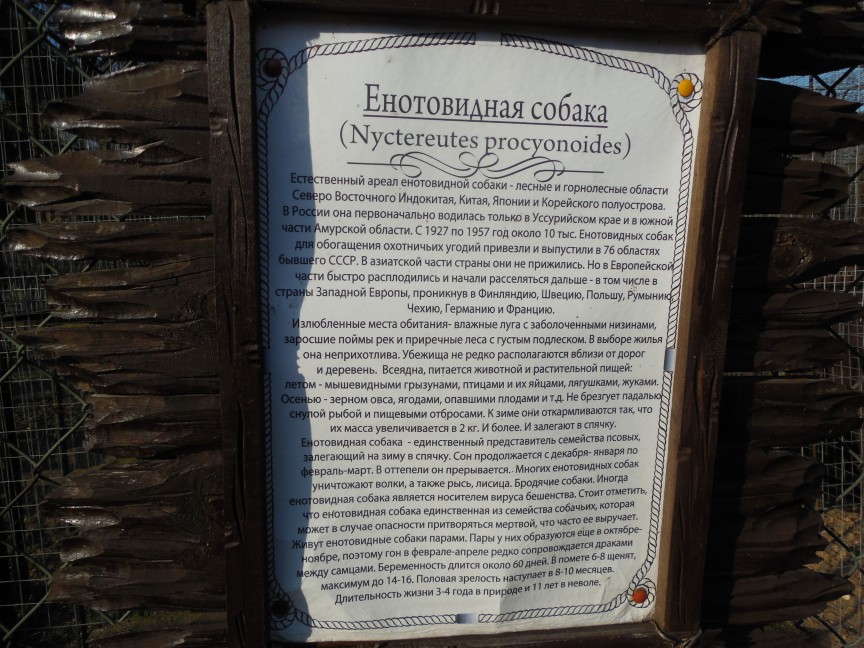 Енотовидная собака
(Nyctereutes procyonoides)
Естественный ареал енотовидной собаки - лесные и горнолесные области
Северо Восточного Индокитая, Китая, Японии и Корейского полуострова.
В России она первоначально водилась только в Уссурийском крае и в южной
части Амурской области. С 1927 по 1957 год около 10 тыс. Енотовидных собак
для обогащения охотничьих угодий привезли и выпустили в 76 областях
бывшего СССР. В азиатской части страны они не прижились. Но в Европейской
части быстро расплодились и начали расселяться дальше - в том числе в
страны Западной Европы, проникнув в Финляндию, Швецию, Польшу, Румынию,
Чехию, Германию и Францию.
Излюбленные места обитания- влажные луга с заболоченными низинами,
заросшие поймы рек и приречные леса с густым подлеском. В выборе жилья
она неприхотлива. Убежища не редко располагаются вблизи от дорог
и деревень. Всеядна, питается животной и растительной пищей:
летом - мышевидными грызунами, птицами и их яйцами, лягушками, жуками.
Осенью - зерном овса, ягодами, опавшими плодами и т.д. Не брезгует падалью
снулой рыбой и пищевыми отбросами. К зиме они откармливаются так, что
их масса увеличивается в 2 кг. И более. И залегают в спячку.
Енотовидная собака - единственный представитель семейства псовых,
залегающий на зиму в спячку. Сон продолжается с декабря- января по
февраль-март. В оттепели он прерывается. Многих енотовидных собак
уничтожают волки, а также рысь, лисица. Бродячие собаки. Иногда
енотовидная собака является носителем вируса бешенства. Стоит отметить,
что енотовидная собака единственная из семейства собачьих, которая
может в случае опасности притворяться мертвой, что часто ее выручает.
Живут енотовидные собаки парами. Пары у них образуются еще в октябре-
ноябре, поэтому гон в феврале-апреле редко сопровождается драками
между самцами. Беременность длится около 60 дней. В помете 6-8 щенят,
максимум до 14-16. Половая зрелость наступает в 8-10 месяцев.
Длительность жизни 3-4 года в природе и 11 лет в неволе.